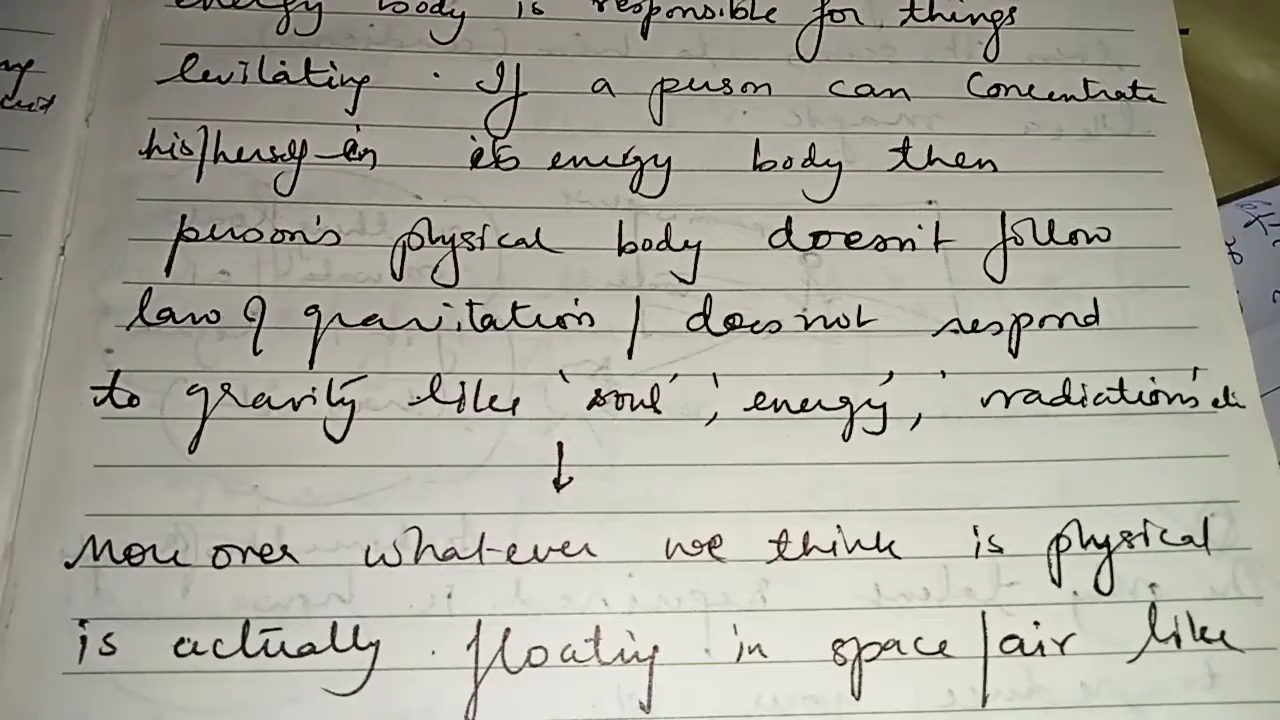 energy body is responsible for things
levitating. If a person can concentrate
his/herself in its energy body then
person's physical body doesn't follow
law of gravitation / does not respond
to gravity like 'soul', 'energy', 'radiations' etc
↓
Moreover what-ever we think is physical
is actually floating in space/air like